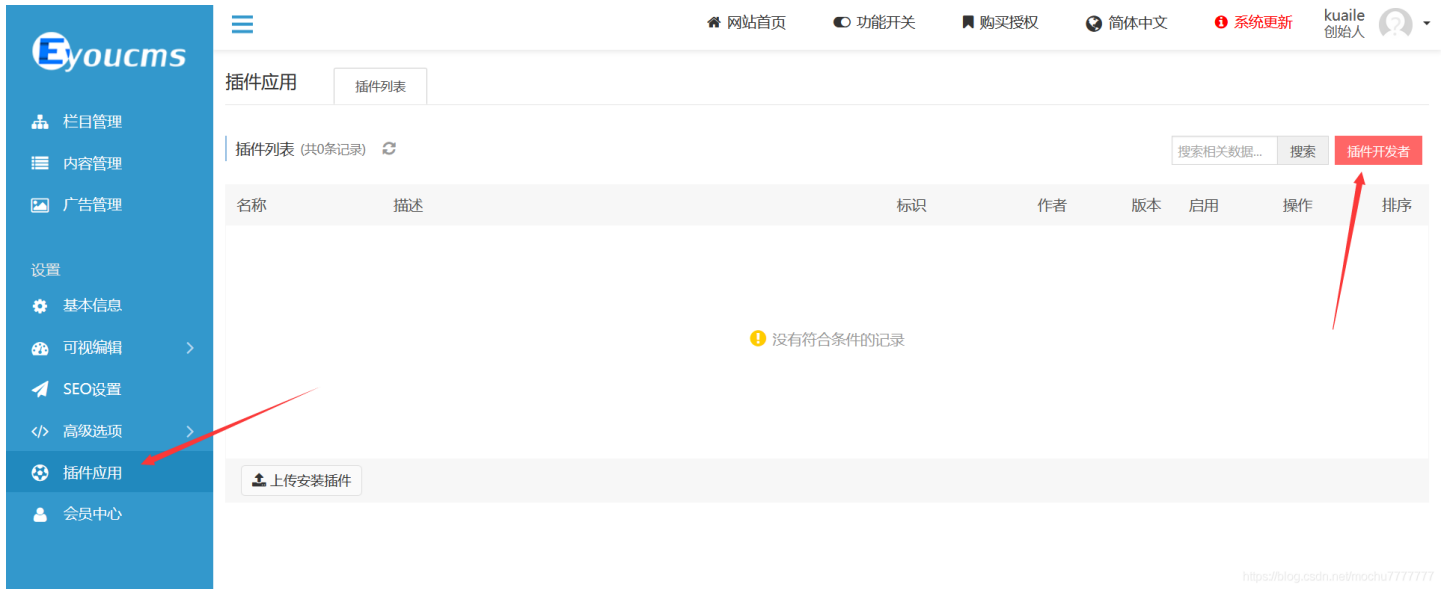 Eyoucms
网站首页 功能开关 购买授权 简体中文 系统更新 kuaile 创始人
栏目管理
内容管理
广告管理
设置
基本信息
可视编辑
SEO设置
高级选项
插件应用
会员中心
插件应用 插件列表
插件列表 (共0条记录) 搜索相关数据... 搜索 插件开发者
名称 描述 标识 作者 版本 启用 操作 排序
没有符合条件的记录
上传安装插件
https://blog.csdn.net/mochu7777777